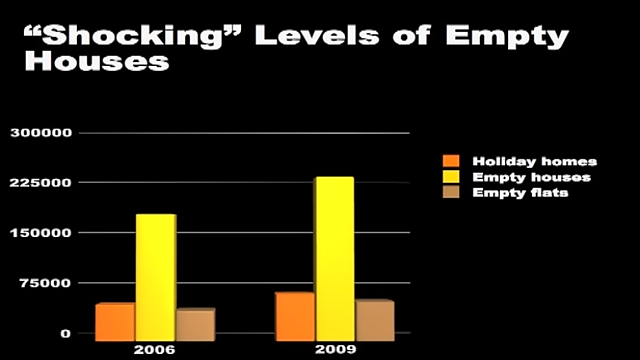 “Shocking” Levels of Empty
Houses
300000
225000
150000
75000
0
2006
2009
Holiday homes
Empty houses
Empty flats